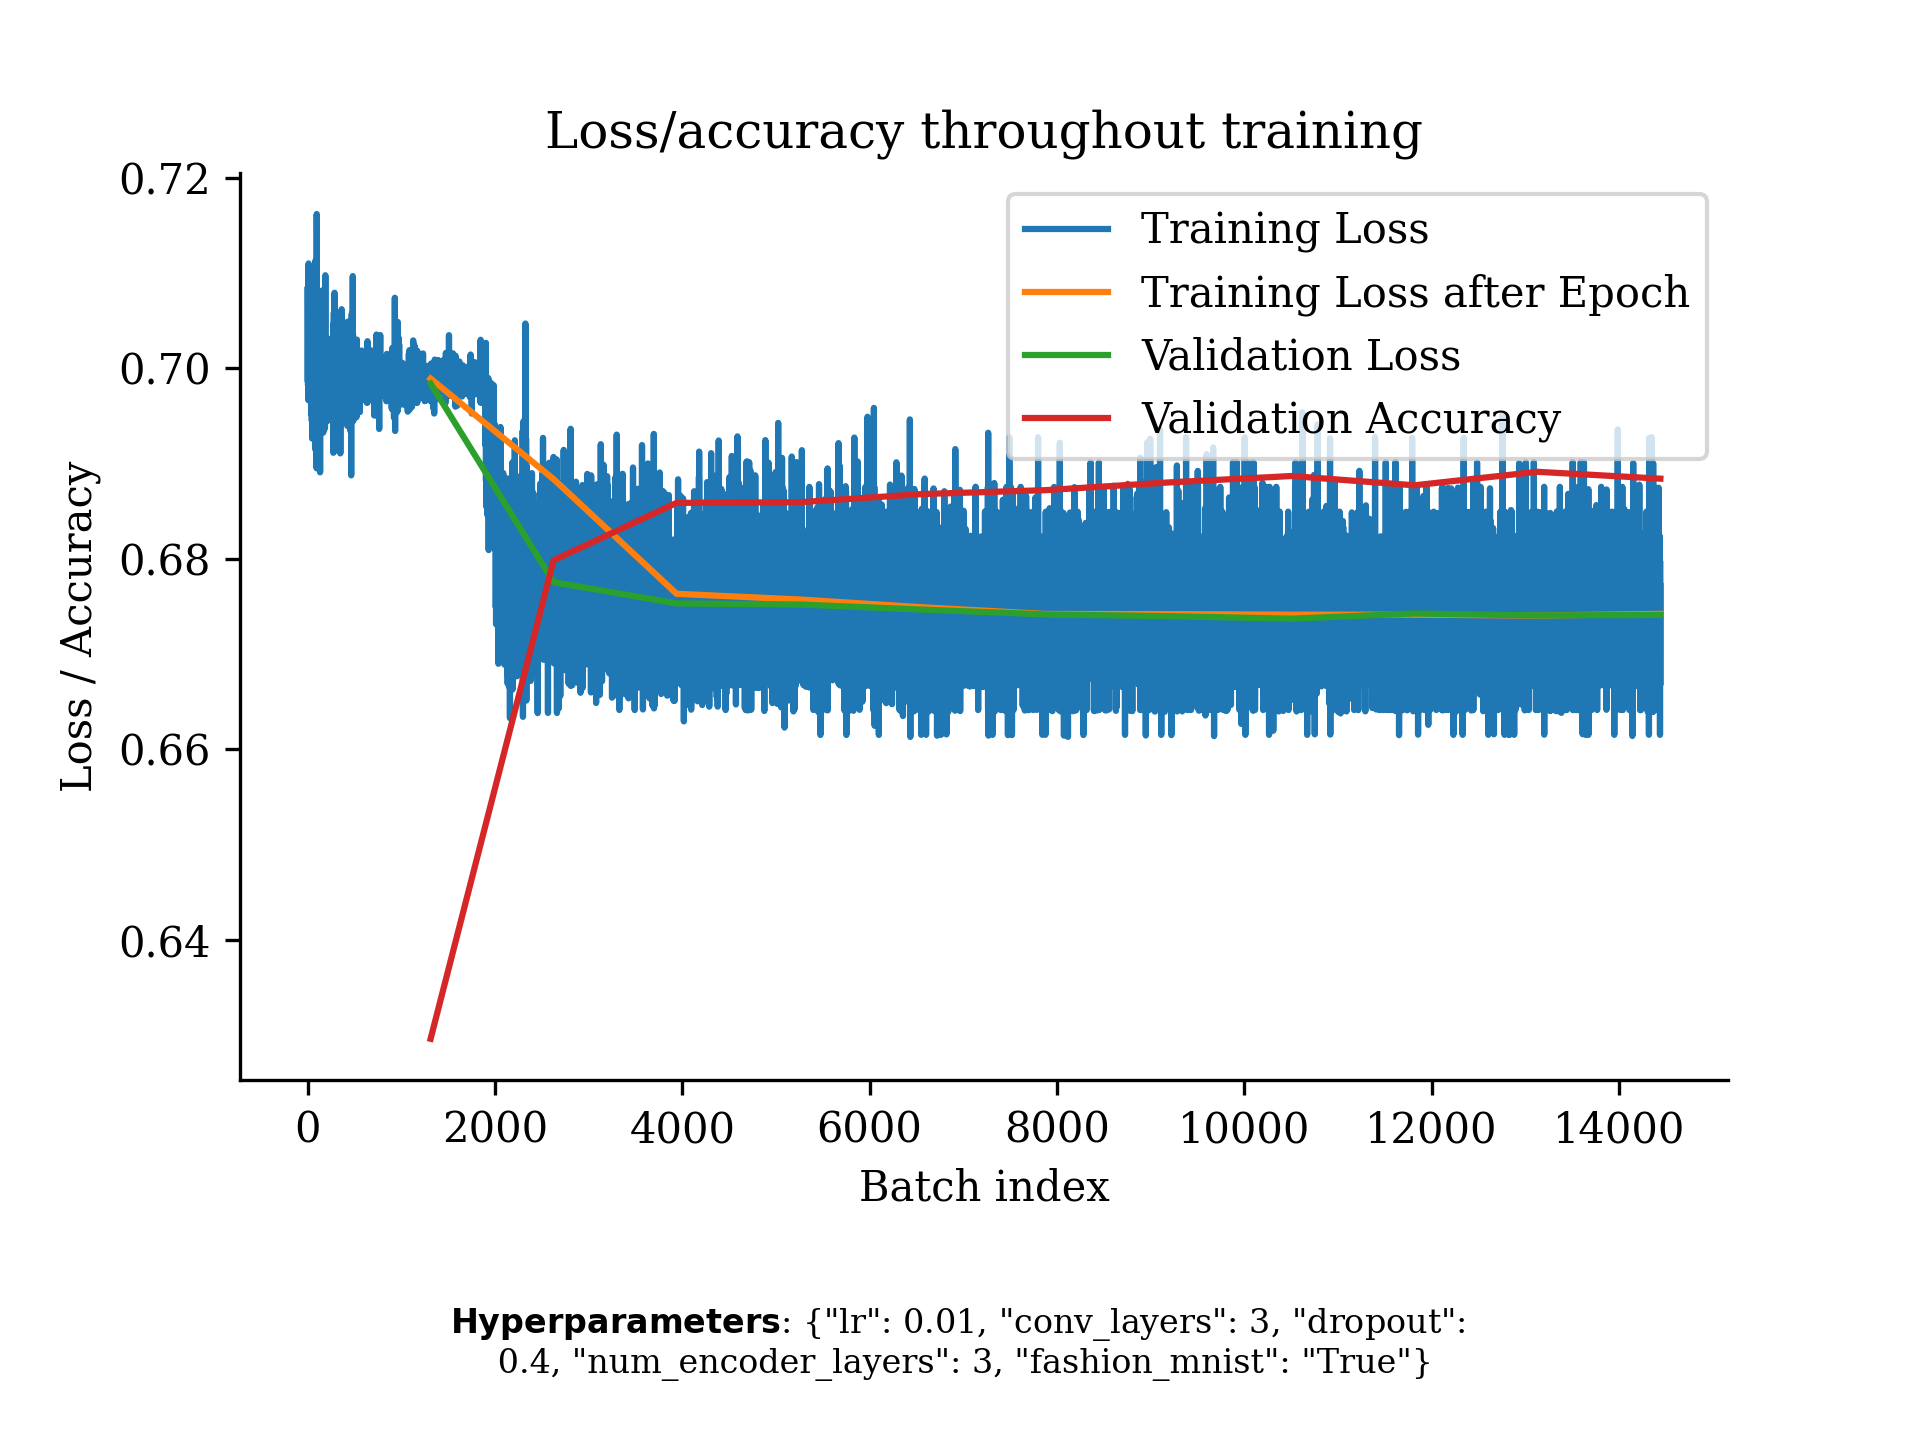 Loss/accuracy throughout training
0.72
0.70
0.68
0.66
0.64
Loss / Accuracy
Training Loss
Training Loss after Epoch
Validation Loss
Validation Accuracy
0 2000 4000 6000 8000 10000 12000 14000
Batch index
Hyperparameters: {"lr": 0.01, "conv_layers": 3, "dropout":
0.4, "num_encoder_layers": 3, "fashion_mnist": "True"}